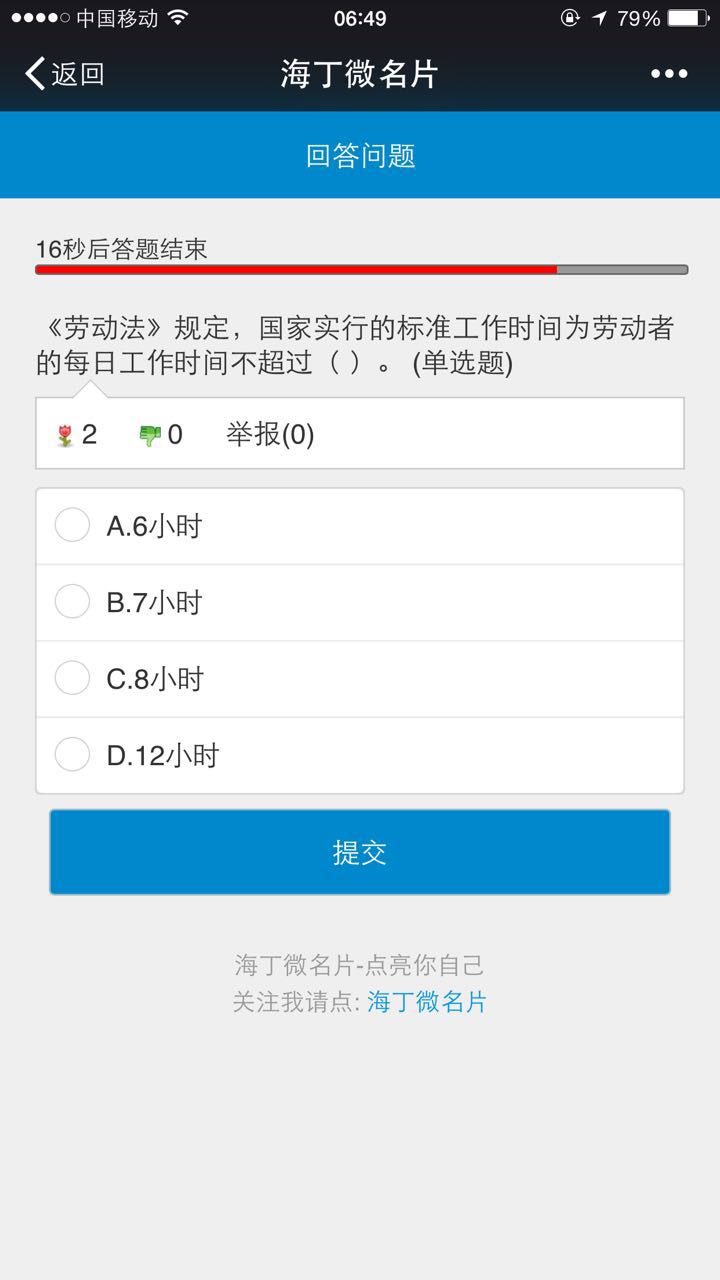 中国移动 06:49 79%
返回 海丁微名片
回答问题
16秒后答题结束
《劳动法》规定，国家实行的标准工作时间为劳动者
的每日工作时间不超过（ ）。 (单选题)
2 0 举报(0)
A.6小时
B.7小时
C.8小时
D.12小时
提交
海丁微名片-点亮你自己
关注我请点: 海丁微名片